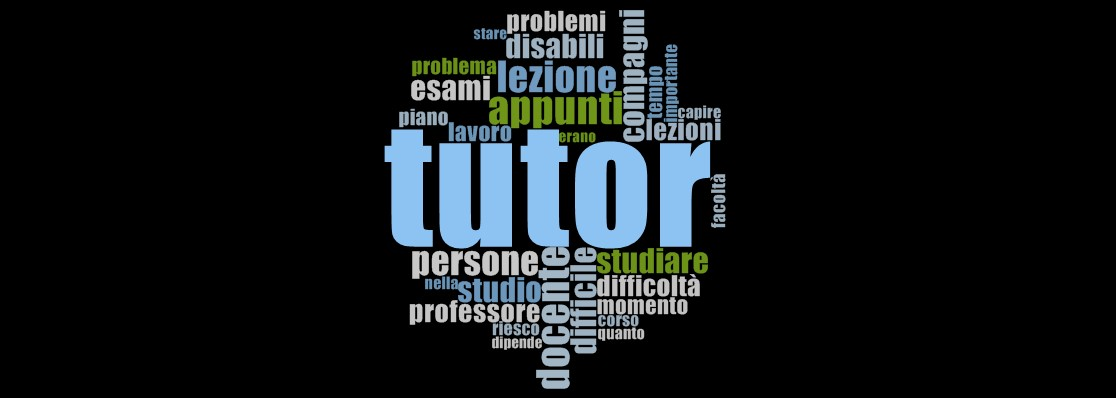 problemi
stare
disabili
compagni
problema
lezione
tempo
importante
esami
appunti
capire
piano
lavoro
erano
lezioni
tutor
facoltà
persone
docente
difficile
studiare
nella
studio
difficoltà
professore
momento
riesco
corso
dipende
quanto